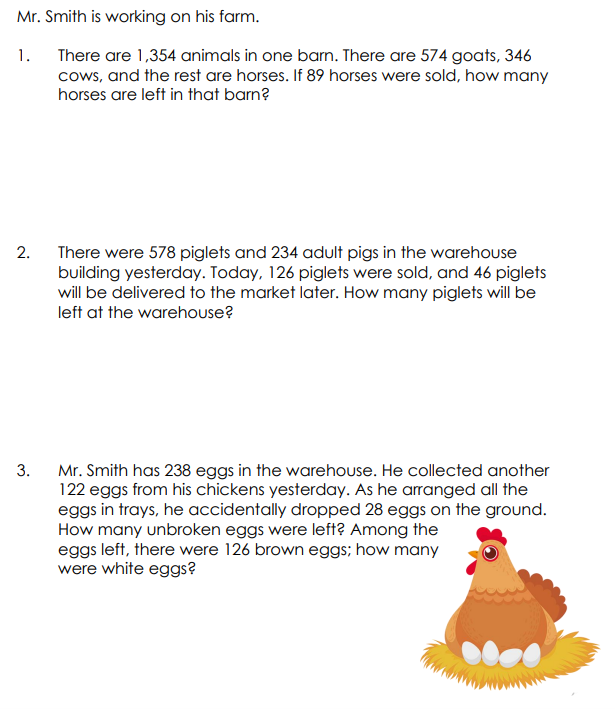 Mr. Smith is working on his farm.
1. There are 1,354 animals in one barn. There are 574 goats, 346
cows, and the rest are horses. If 89 horses were sold, how many
horses are left in that barn?
2. There were 578 piglets and 234 adult pigs in the warehouse
building yesterday. Today, 126 piglets were sold, and 46 piglets
will be delivered to the market later. How many piglets will be
left at the warehouse?
3. Mr. Smith has 238 eggs in the warehouse. He collected another
122 eggs from his chickens yesterday. As he arranged all the
eggs in trays, he accidentally dropped 28 eggs on the ground.
How many unbroken eggs were left? Among the
eggs left, there were 126 brown eggs; how many
were white eggs?